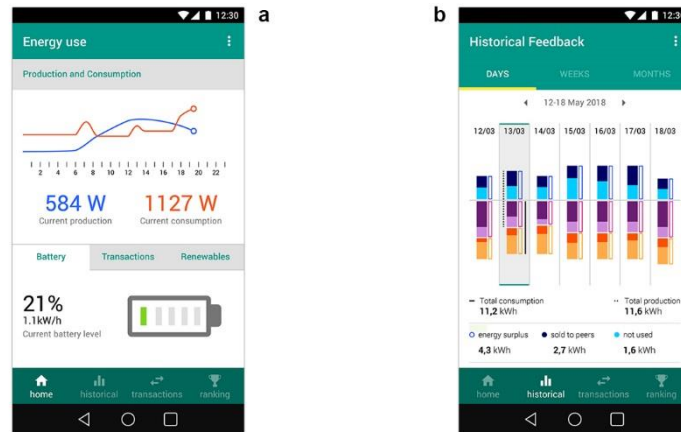 12:30
a
Energy use
Production and Consumption
2 4 6 8 10 12 14 16 18 20 22
584 W
Current production
1127 W
Current consumption
Battery
Transactions
Renewables
21%
1.1kW/h
Current battery level
home
historical
transactions
ranking
b
12:30
Historical Feedback
DAYS
WEEKS
MONTHS
12-18 May 2018
12/03 13/03 14/03 15/03 16/03 17/03 18/03
Total consumption
11,2 kWh
Total production
11,6 kWh
energy surplus
4,3 kWh
sold to peers
2,7 kWh
not used
1,6 kWh
home
historical
transactions
ranking